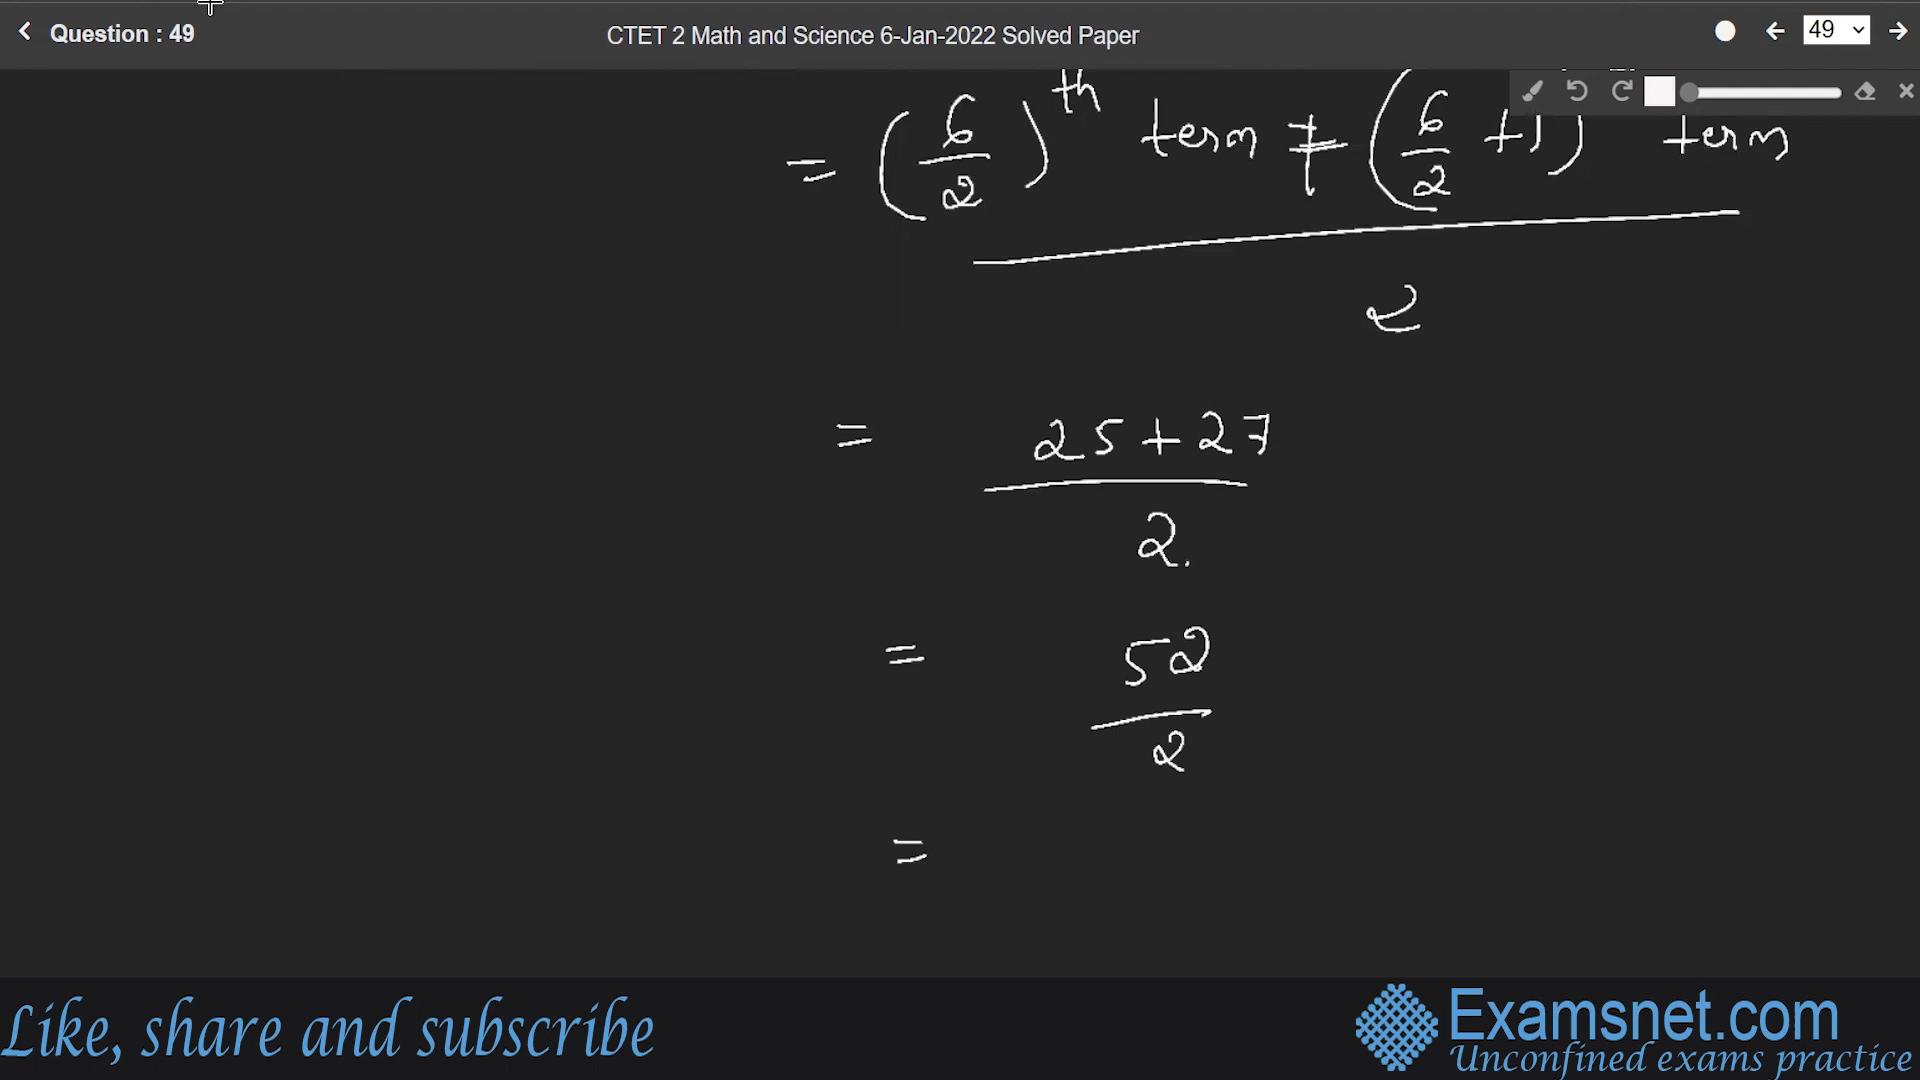 Question : 49
CTET 2 Math and Science 6-Jan-2022 Solved Paper
49
= (6/2)th term + (6/2 +1) term
2
= 25+27
2.
= 52
2
=
Like, share and subscribe
Examsnet.com
Unconfined exams practice